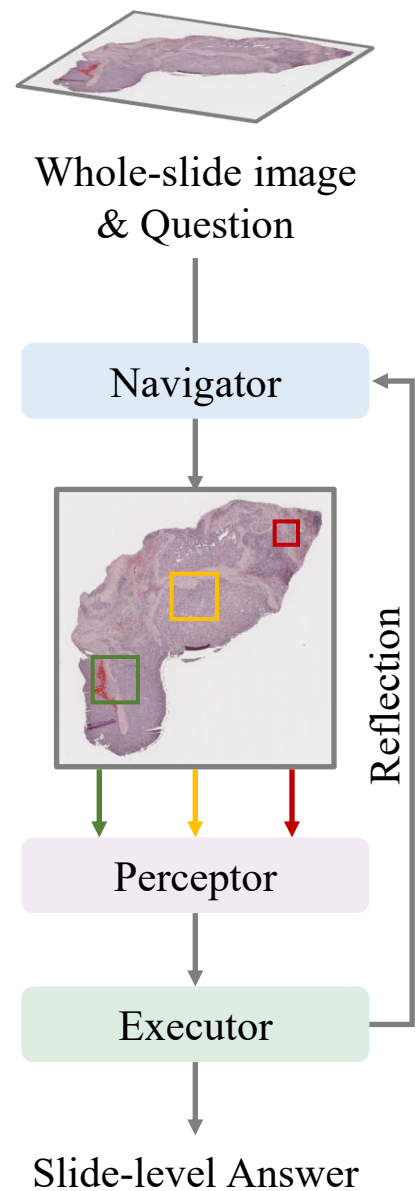 Whole-slide image
& Question
Navigator
Reflection
Perceptor
Executor
Slide-level Answer